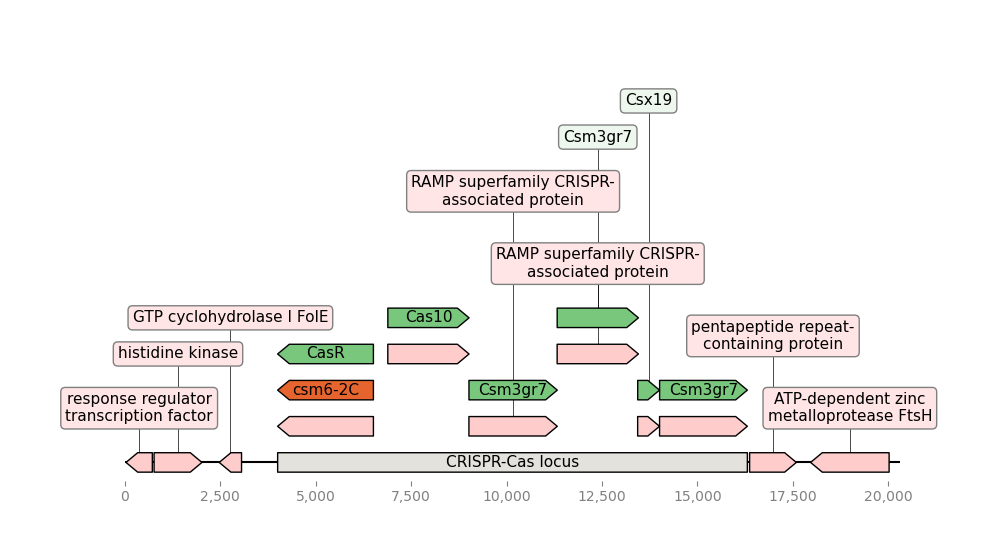 Csx19
Csm3gr7
RAMP superfamily CRISPR-
associated protein
RAMP superfamily CRISPR-
associated protein
GTP cyclohydrolase I FolE
Cas10
pentapeptide repeat-
containing protein
histidine kinase
CasR
csm6-2C
Csm3gr7
Csm3gr7
response regulator
transcription factor
ATP-dependent zinc
metalloprotease FtsH
CRISPR-Cas locus
0
2,500
5,000
7,500
10,000
12,500
15,000
17,500
20,000